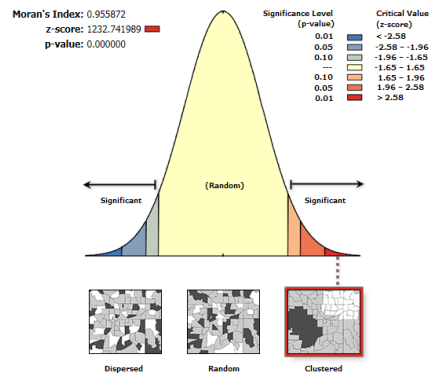 Moran's Index: 0.955872
z-score: 1232.741989
p-value: 0.000000
Significance Level
(p-value)
Critical Value
(z-score)
0.01 < -2.58
0.05 -2.58 – -1.96
0.10 -1.96 – -1.65
--- -1.65 – 1.65
0.10 1.65 – 1.96
0.05 1.96 – 2.58
0.01 > 2.58
(Random)
Significant
Significant
Dispersed
Random
Clustered